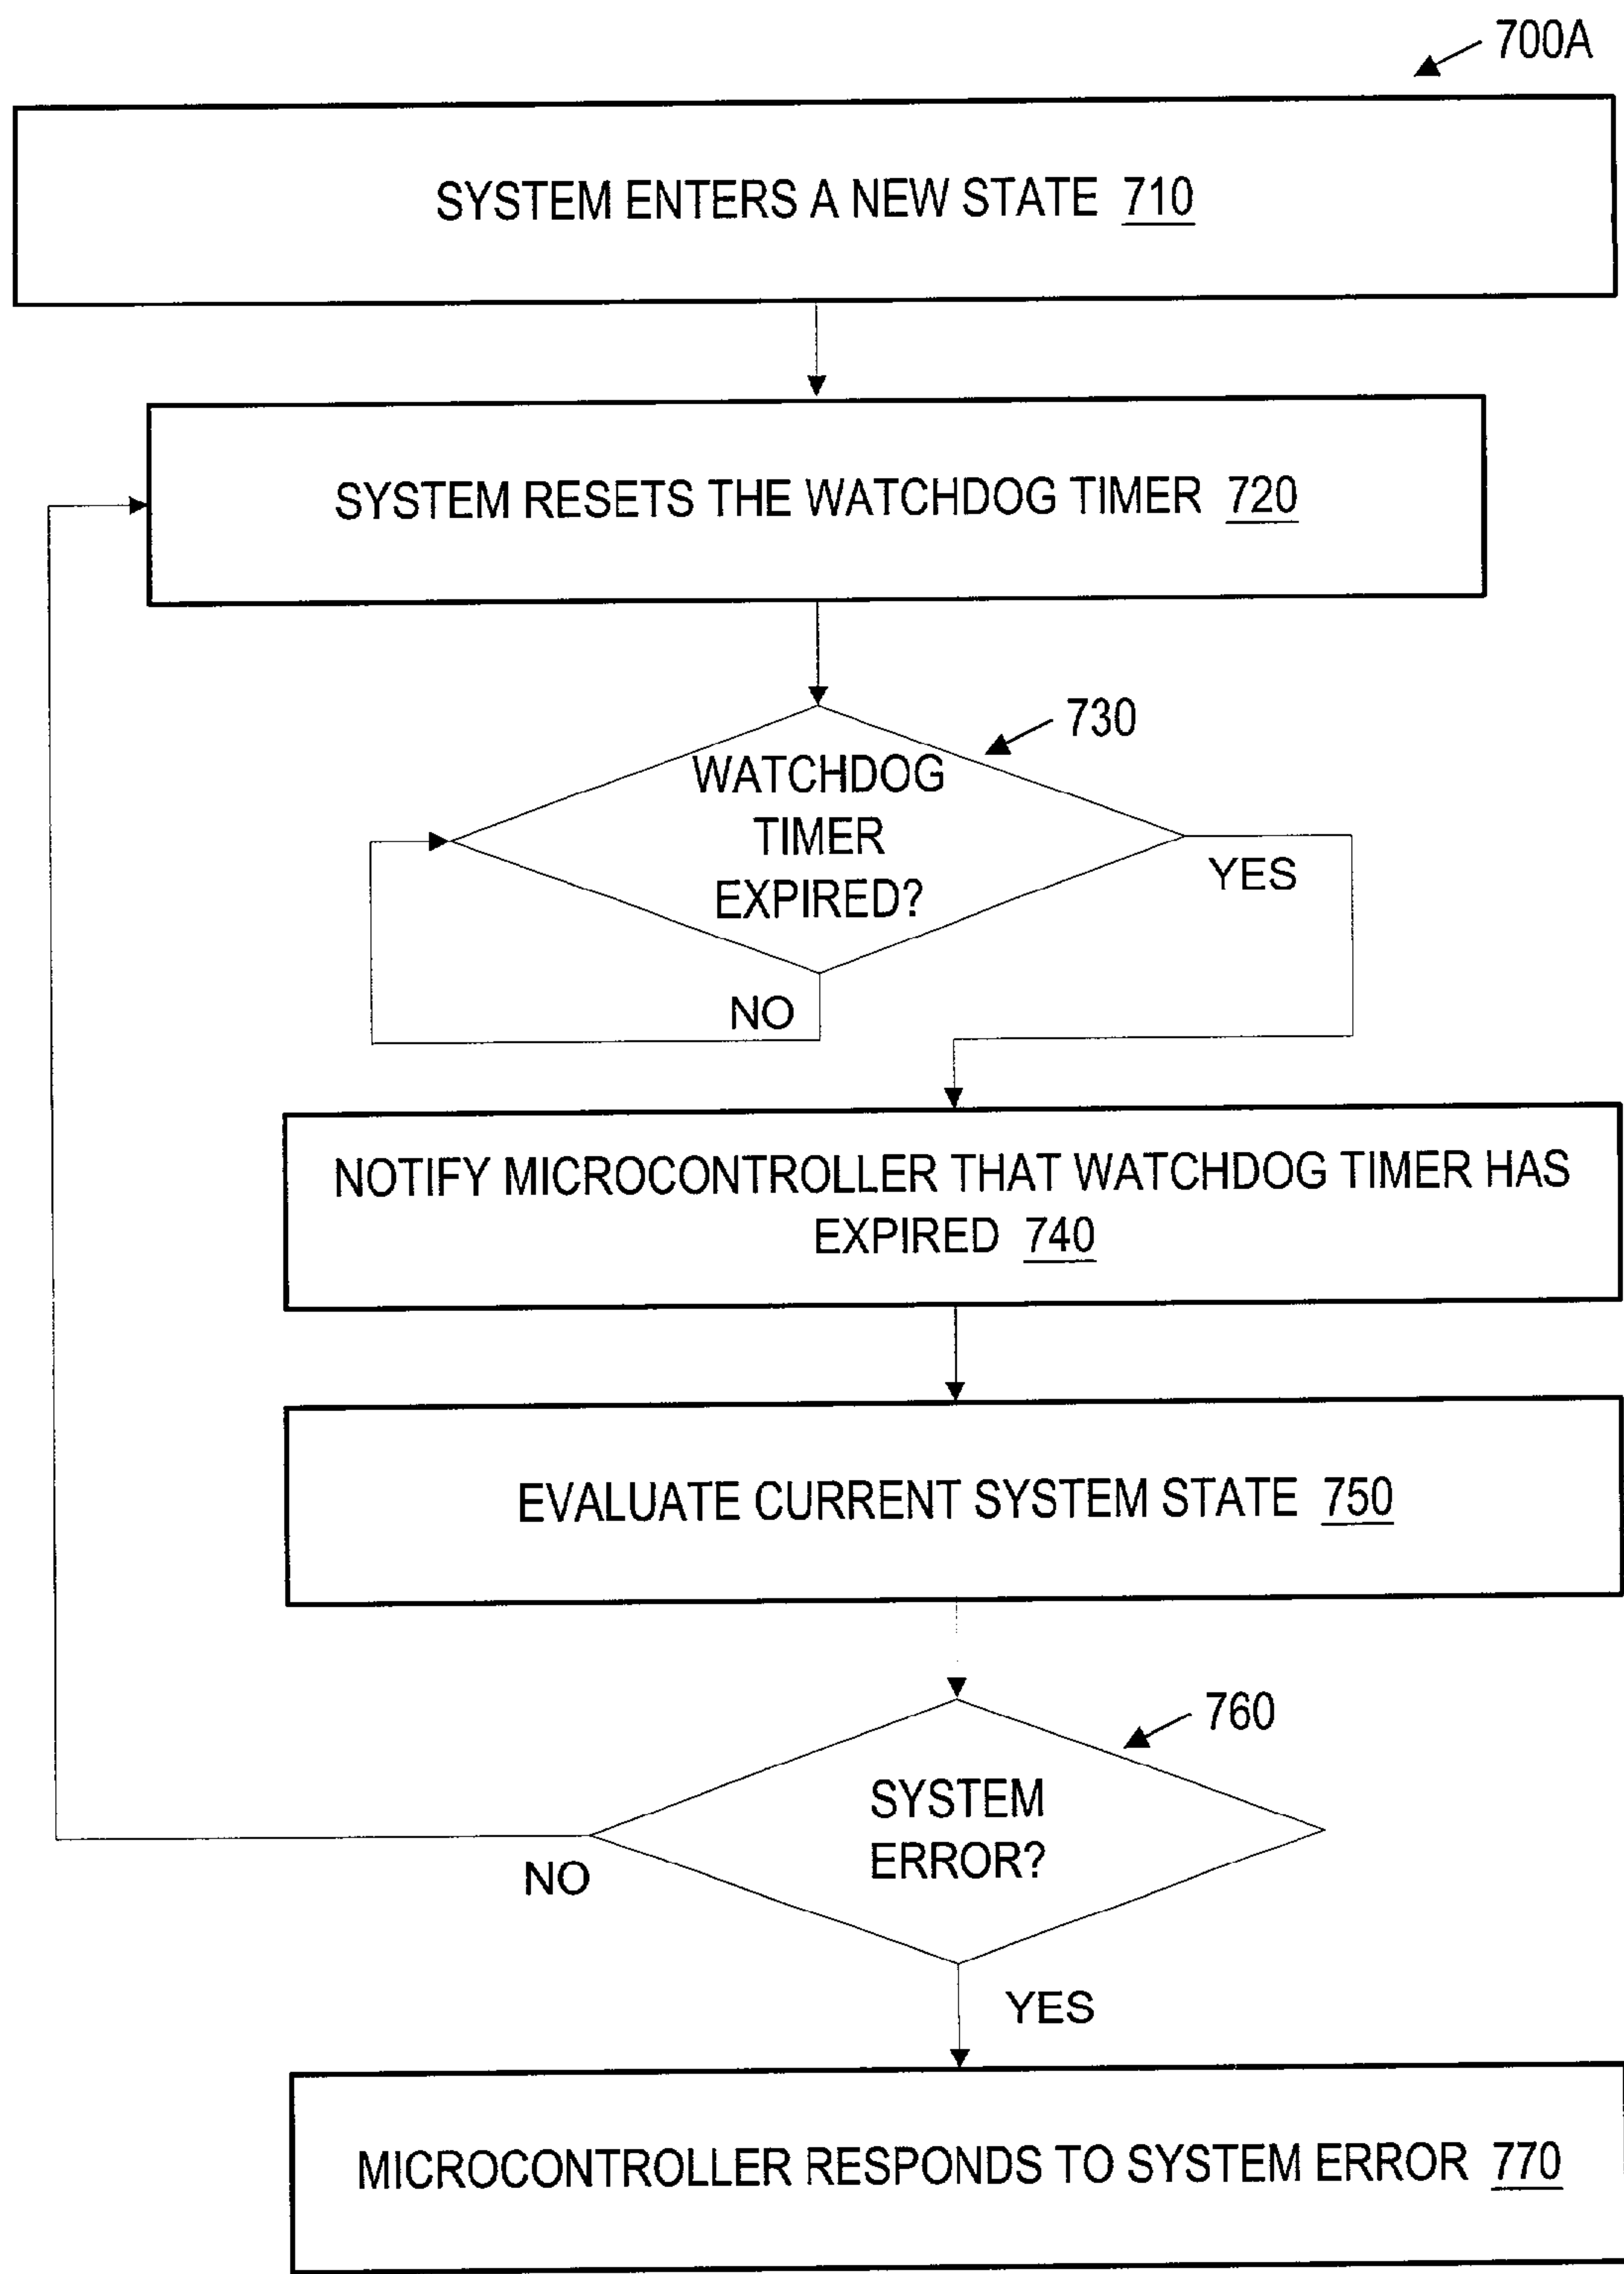 700A
SYSTEM ENTERS A NEW STATE 710
SYSTEM RESETS THE WATCHDOG TIMER 720
730
WATCHDOG
TIMER
EXPIRED?
YES
NO
NOTIFY MICROCONTROLLER THAT WATCHDOG TIMER HAS
EXPIRED 740
EVALUATE CURRENT SYSTEM STATE 750
760
SYSTEM
ERROR?
NO
YES
MICROCONTROLLER RESPONDS TO SYSTEM ERROR 770